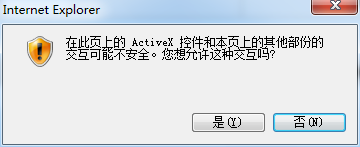 Internet Explorer
在此页上的 ActiveX 控件和本页上的其他部份的
交互可能不安全。您想允许这种交互吗?
是(Y)
否(N)